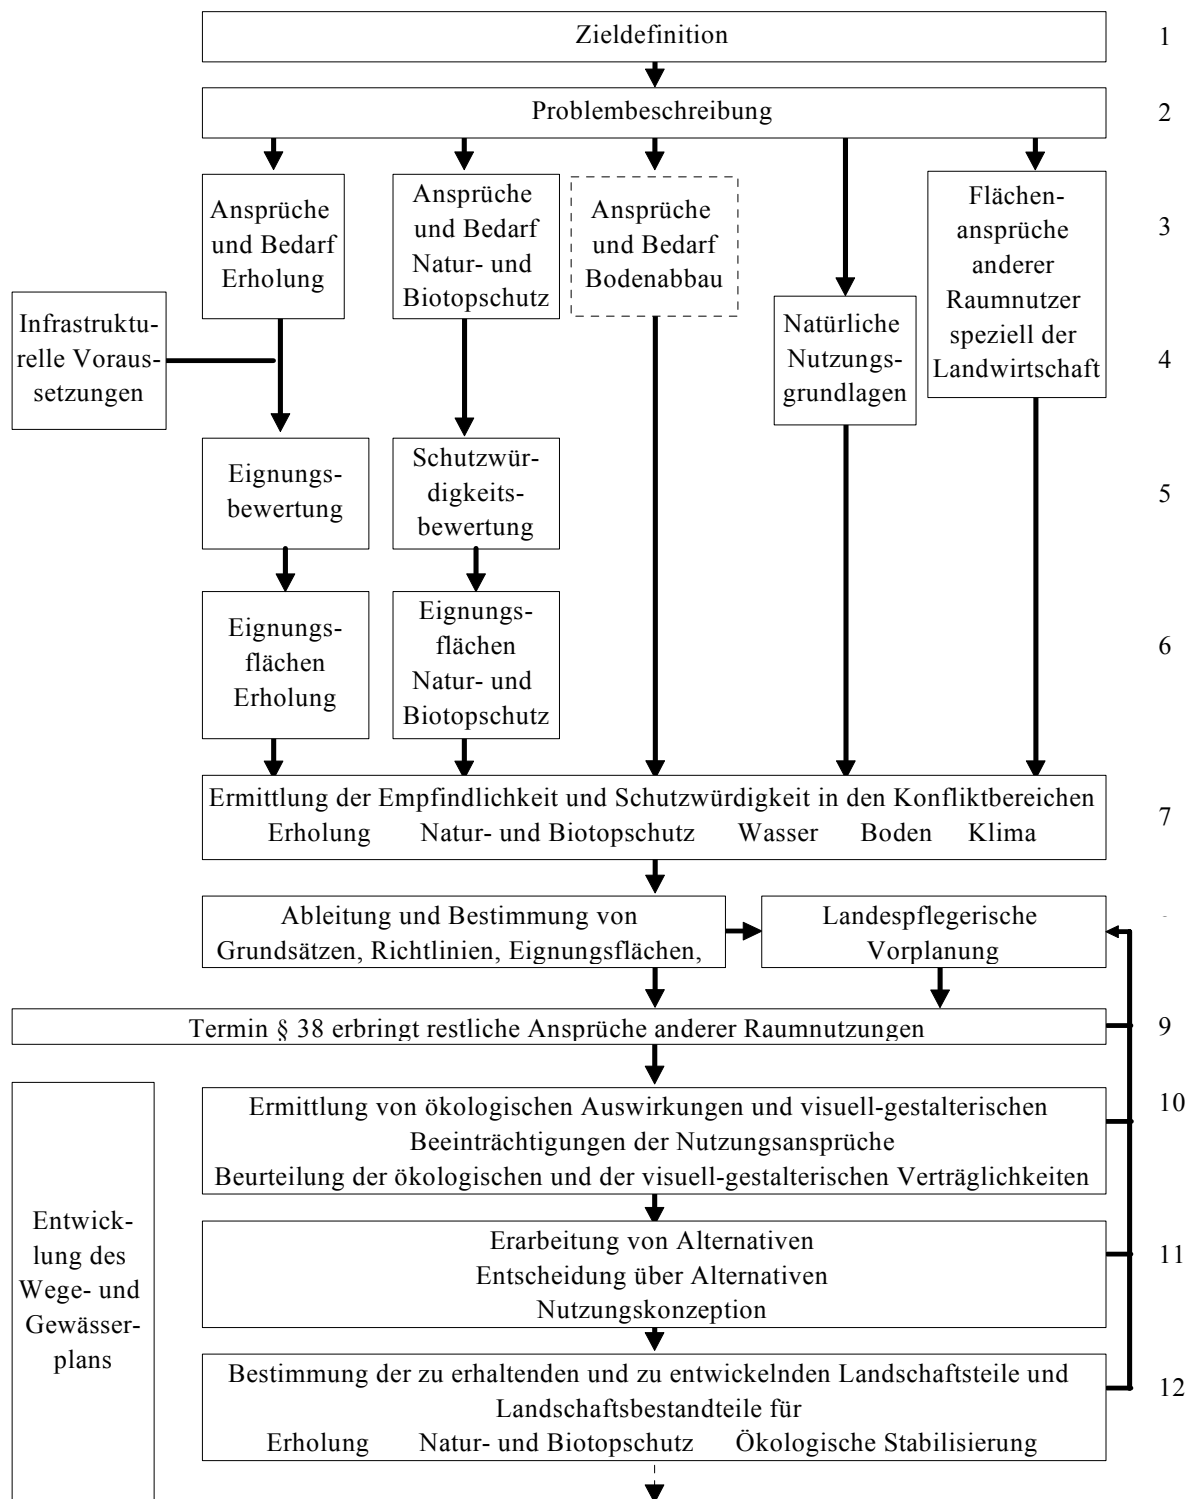 Zieldefinition
1
Problembeschreibung
2
Ansprüche
und Bedarf
Erholung
Ansprüche
und Bedarf
Natur- und
Biotopschutz
Ansprüche
und Bedarf
Bodenabbau
Flächen-
ansprüche
anderer
Raumnutzer
speziell der
Landwirtschaft
3
Infrastruktu-
relle Voraus-
setzungen
Natürliche
Nutzungs-
grundlagen
4
Eignungs-
bewertung
Schutzwür-
digkeits-
bewertung
5
Eignungs-
flächen
Erholung
Eignungs-
flächen
Natur- und
Biotopschutz
6
Ermittlung der Empfindlichkeit und Schutzwürdigkeit in den Konfliktbereichen
Erholung Natur- und Biotopschutz Wasser Boden Klima
7
Ableitung und Bestimmung von
Grundsätzen, Richtlinien, Eignungsflächen,
Landespflegerische
Vorplanung
Termin § 38 erbringt restliche Ansprüche anderer Raumnutzungen
9
Entwick-
lung des
Wege- und
Gewässer-
plans
Ermittlung von ökologischen Auswirkungen und visuell-gestalterischen
Beeinträchtigungen der Nutzungsansprüche
Beurteilung der ökologischen und der visuell-gestalterischen Verträglichkeiten
10
Erarbeitung von Alternativen
Entscheidung über Alternativen
Nutzungskonzeption
11
Bestimmung der zu erhaltenden und zu entwickelnden Landschaftsteile und
Landschaftsbestandteile für
Erholung Natur- und Biotopschutz Ökologische Stabilisierung
12